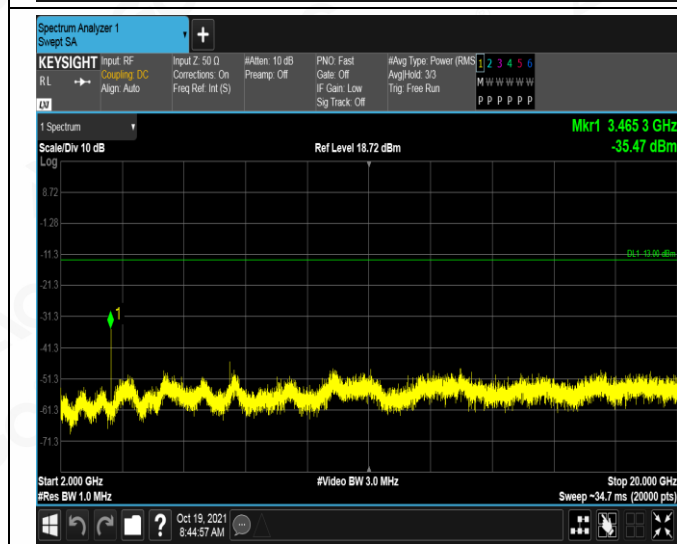 Spectrum Analyzer 1
Swept SA
+
KEYSIGHT
RL
Input: RF
Coupling: DC
Align: Auto
Input Z: 50 Ω
Corrections: On
Freq Ref: Int (S)
#Atten: 10 dB
Preamp: Off
PNO: Fast
Gate: Off
IF Gain: Low
Sig Track: Off
#Avg Type: Power (RMS
Avg|Hold: 3/3
Trig: Free Run
1 2 3 4 5 6
M W W W W W
P P P P P P
1 Spectrum
Mkr1 3.465 3 GHz
Scale/Div 10 dB
Ref Level 18.72 dBm
-35.47 dBm
Log
8.72
-1.28
-11.3
DL1 -13.00 dBm
-21.3
-31.3
1
-41.3
-51.3
-61.3
-71.3
Start 2.000 GHz
#Video BW 3.0 MHz
Stop 20.000 GHz
#Res BW 1.0 MHz
Sweep ~34.7 ms (20000 pts)
?
Oct 19, 2021
8:44:57 AM